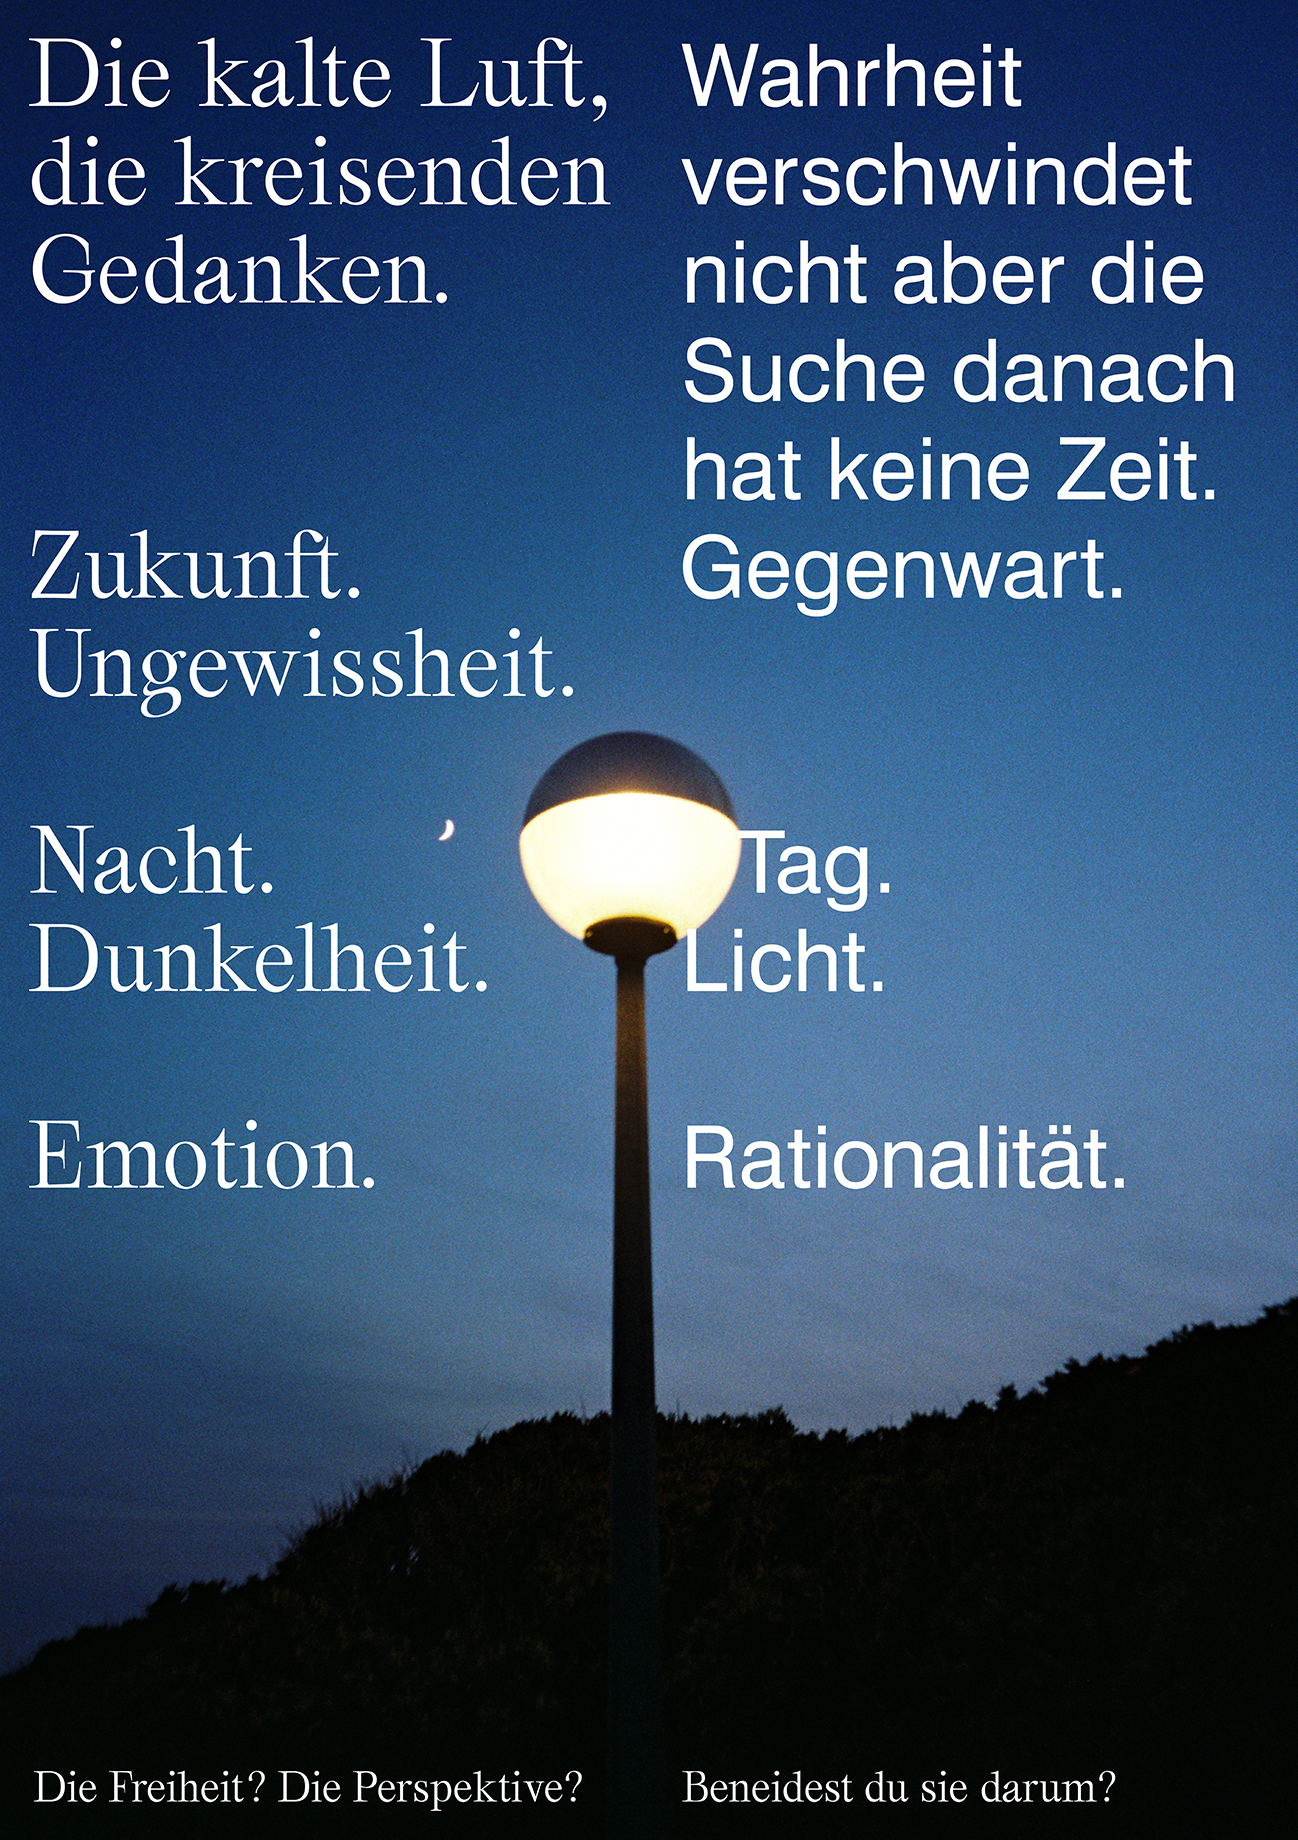 Die kalte Luft,
die kreisenden
Gedanken.
Zukunft.
Ungewissheit.
Nacht.
Dunkelheit.
Emotion.
Wahrheit
verschwindet
nicht aber die
Suche danach
hat keine Zeit.
Gegenwart.
Tag.
Licht.
Rationalität.
Die Freiheit? Die Perspektive?
Beneidest du sie darum?